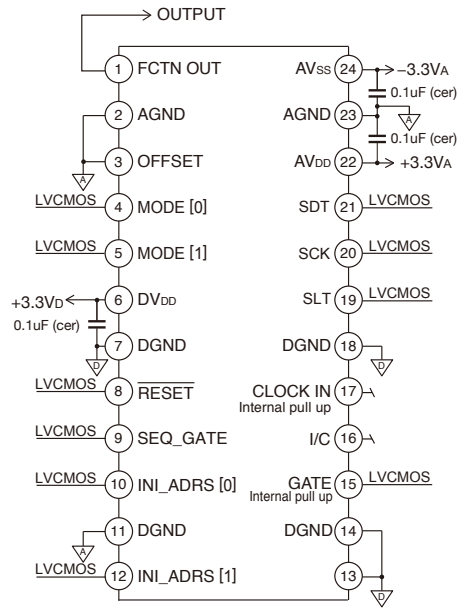 OUTPUT
1 FCTN OUT
2 AGND
3 OFFSET
A
LVCMOS 4 MODE [0]
LVCMOS 5 MODE [1]
+3.3VD 6 DVDD
0.1uF (cer)
7 DGND
D
LVCMOS 8 RESET
LVCMOS 9 SEQ_GATE
LVCMOS 10 INI_ADRS [0]
11 DGND
A
LVCMOS 12 INI_ADRS [1]
AVSS 24 −3.3VA
0.1uF (cer)
AGND 23
A
0.1uF (cer)
AVDD 22 +3.3VA
SDT 21 LVCMOS
SCK 20 LVCMOS
SLT 19 LVCMOS
DGND 18
D
CLOCK IN 17
Internal pull up
I/C 16
GATE 15 LVCMOS
Internal pull up
DGND 14
13
D